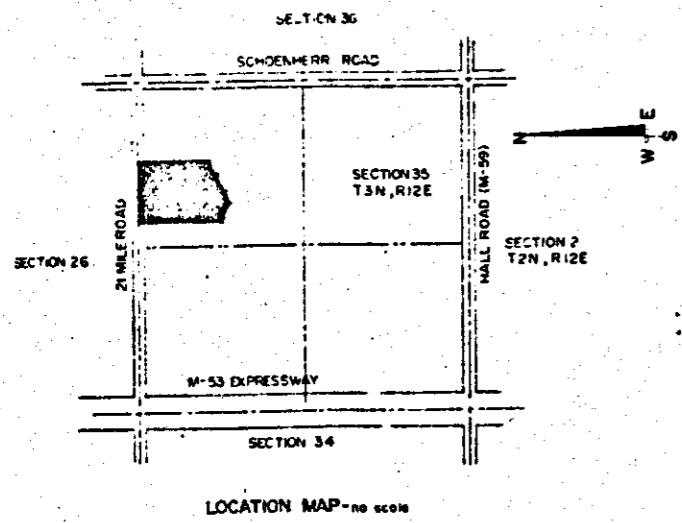 SECTION 36
SCHOENHERR ROAD
N
E
W
S
SECTION 35
T3N, R12E
21 MILE ROAD
HALL ROAD (M-59)
SECTION 26
SECTION 2
T2N, R12E
M-53 EXPRESSWAY
SECTION 34
LOCATION MAP-no scale